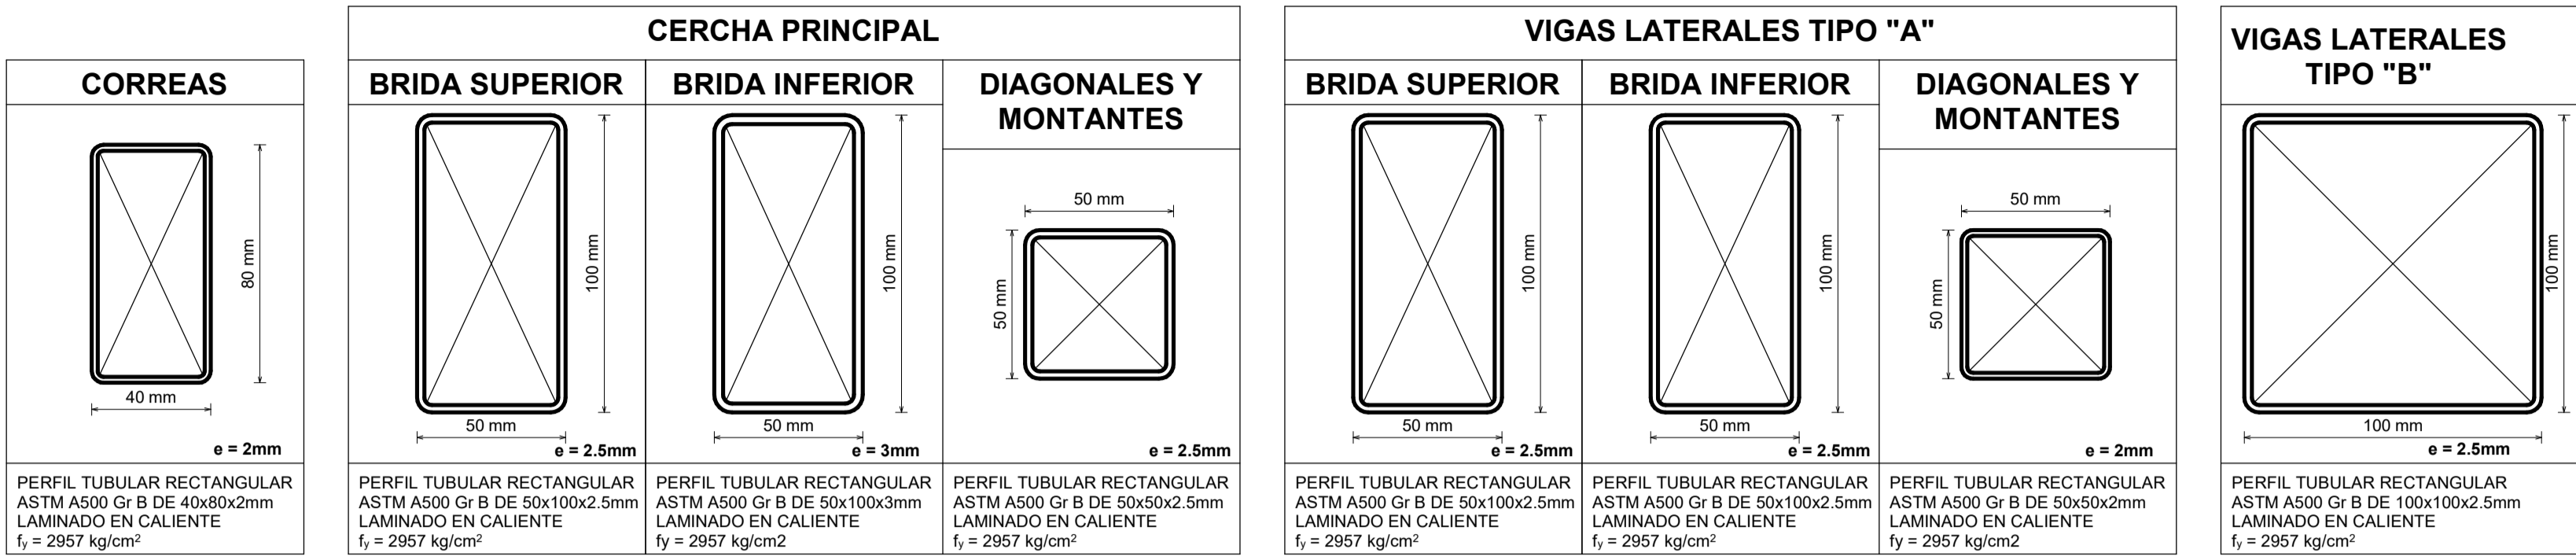 CORREAS
80 mm
40 mm
e = 2mm
PERFIL TUBULAR RECTANGULAR
ASTM A500 Gr B DE 40x80x2mm
LAMINADO EN CALIENTE
fy = 2957 kg/cm²
CERCHA PRINCIPAL
BRIDA SUPERIOR
100 mm
50 mm
e = 2.5mm
PERFIL TUBULAR RECTANGULAR
ASTM A500 Gr B DE 50x100x2.5mm
LAMINADO EN CALIENTE
fy = 2957 kg/cm²
BRIDA INFERIOR
100 mm
50 mm
e = 3mm
PERFIL TUBULAR RECTANGULAR
ASTM A500 Gr B DE 50x100x3mm
LAMINADO EN CALIENTE
fy = 2957 kg/cm2
DIAGONALES Y
MONTANTES
50 mm
50 mm
e = 2.5mm
PERFIL TUBULAR RECTANGULAR
ASTM A500 Gr B DE 50x50x2.5mm
LAMINADO EN CALIENTE
fy = 2957 kg/cm²
VIGAS LATERALES TIPO "A"
BRIDA SUPERIOR
100 mm
50 mm
e = 2.5mm
PERFIL TUBULAR RECTANGULAR
ASTM A500 Gr B DE 50x100x2.5mm
LAMINADO EN CALIENTE
fy = 2957 kg/cm²
BRIDA INFERIOR
100 mm
50 mm
e = 2.5mm
PERFIL TUBULAR RECTANGULAR
ASTM A500 Gr B DE 50x100x2.5mm
LAMINADO EN CALIENTE
fy = 2957 kg/cm²
DIAGONALES Y
MONTANTES
50 mm
50 mm
e = 2mm
PERFIL TUBULAR RECTANGULAR
ASTM A500 Gr B DE 50x50x2mm
LAMINADO EN CALIENTE
fy = 2957 kg/cm2
VIGAS LATERALES
TIPO "B"
100 mm
100 mm
e = 2.5mm
PERFIL TUBULAR RECTANGULAR
ASTM A500 Gr B DE 100x100x2.5mm
LAMINADO EN CALIENTE
fy = 2957 kg/cm²